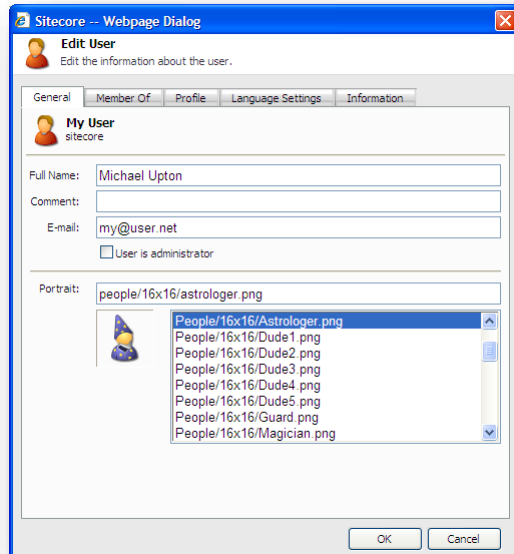 Sitecore -- Webpage Dialog
Edit User
Edit the information about the user.
General Member Of Profile Language Settings Information
My User
sitecore
Full Name: Michael Upton
Comment:
E-mail: my@user.net
User is administrator
Portrait: people/16x16/astrologer.png
People/16x16/Astrologer.png
People/16x16/Dude1.png
People/16x16/Dude2.png
People/16x16/Dude3.png
People/16x16/Dude4.png
People/16x16/Dude5.png
People/16x16/Guard.png
People/16x16/Magician.png
OK Cancel